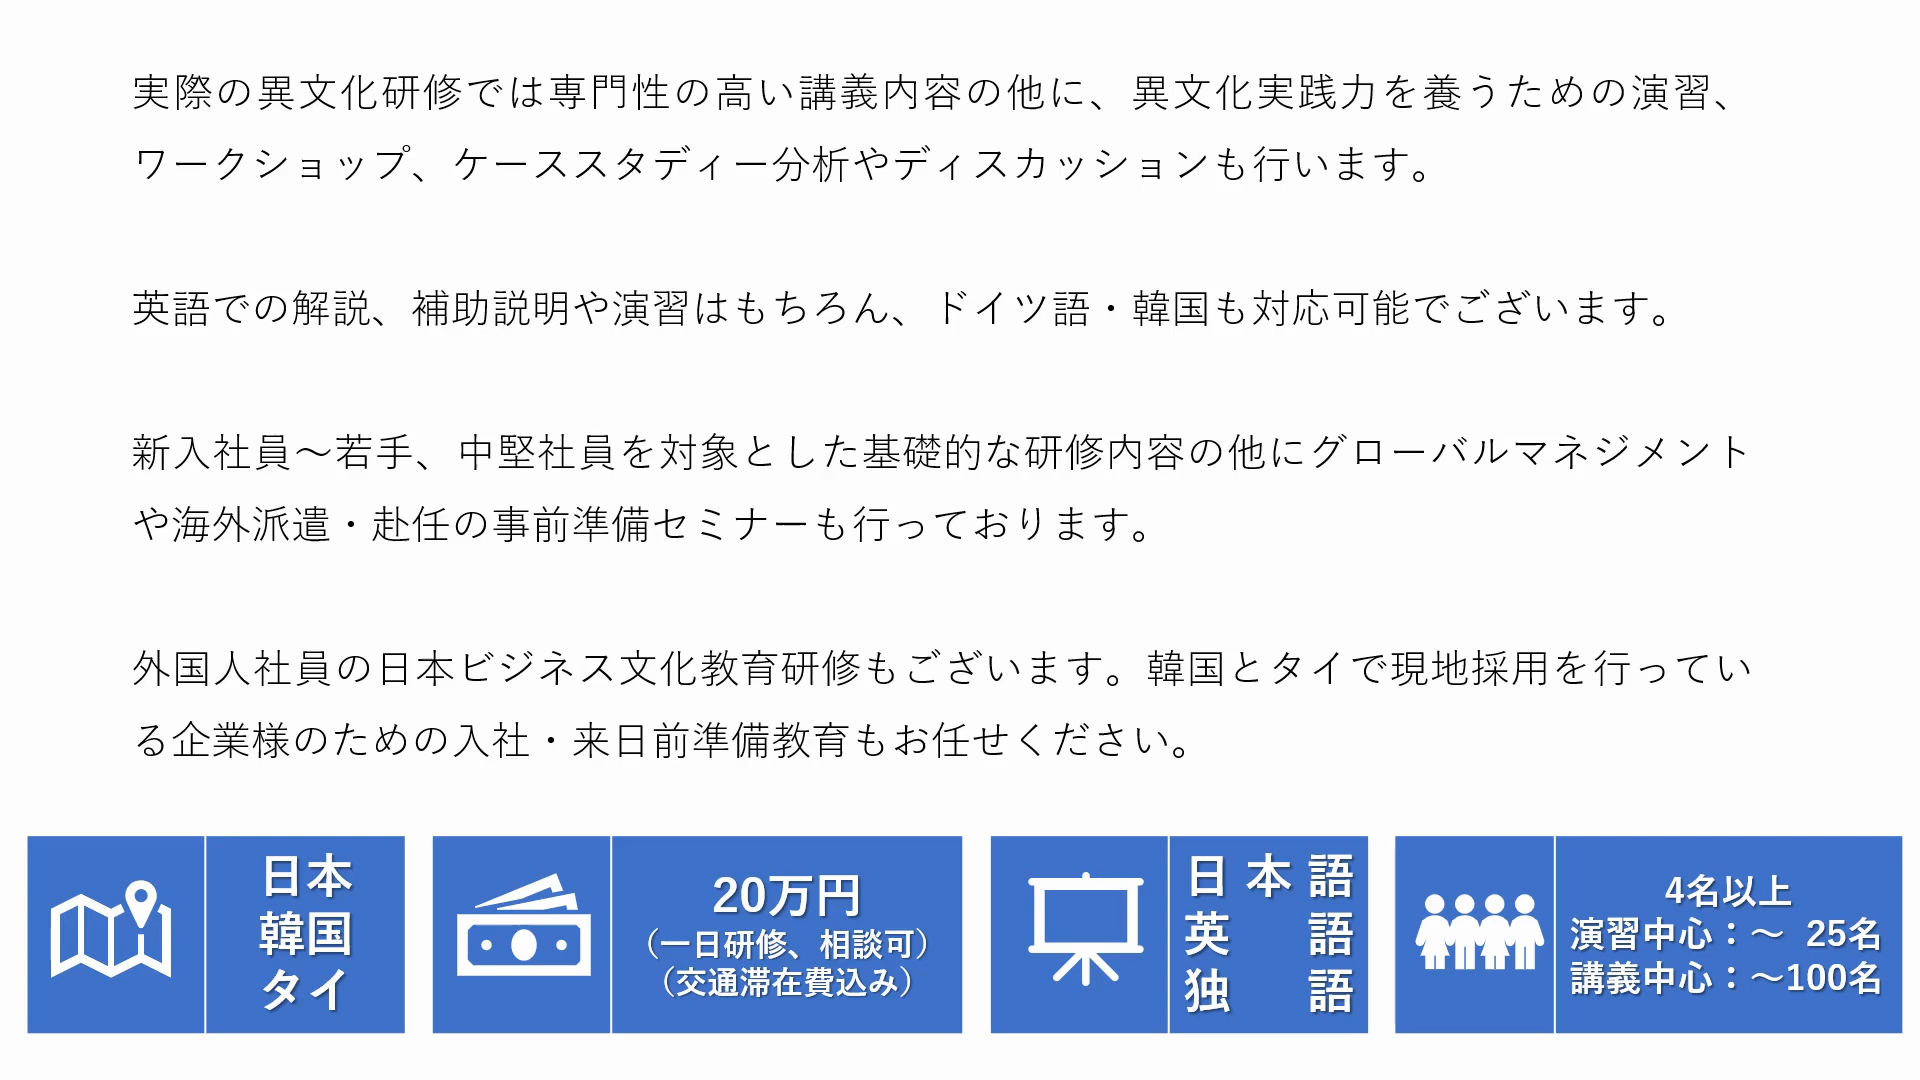 実際の異文化研修では専門性の高い講義内容の他に、異文化実践力を養うための演習、
ワークショップ、ケーススタディー分析やディスカッションも行います。
英語での解説、補助説明や演習はもちろん、ドイツ語・韓国も対応可能でございます。
新入社員～若手、中堅社員を対象とした基礎的な研修内容の他にグローバルマネジメント
や海外派遣・赴任の事前準備セミナーも行っております。
外国人社員の日本ビジネス文化教育研修もございます。韓国とタイで現地採用を行ってい
る企業様のための入社・来日前準備教育もお任せください。
日本
韓国
タイ
20万円
（一日研修、相談可）
（交通滞在費込み）
日本語
英　語
独　語
4名以上
演習中心：～ 25名
講義中心：～100名